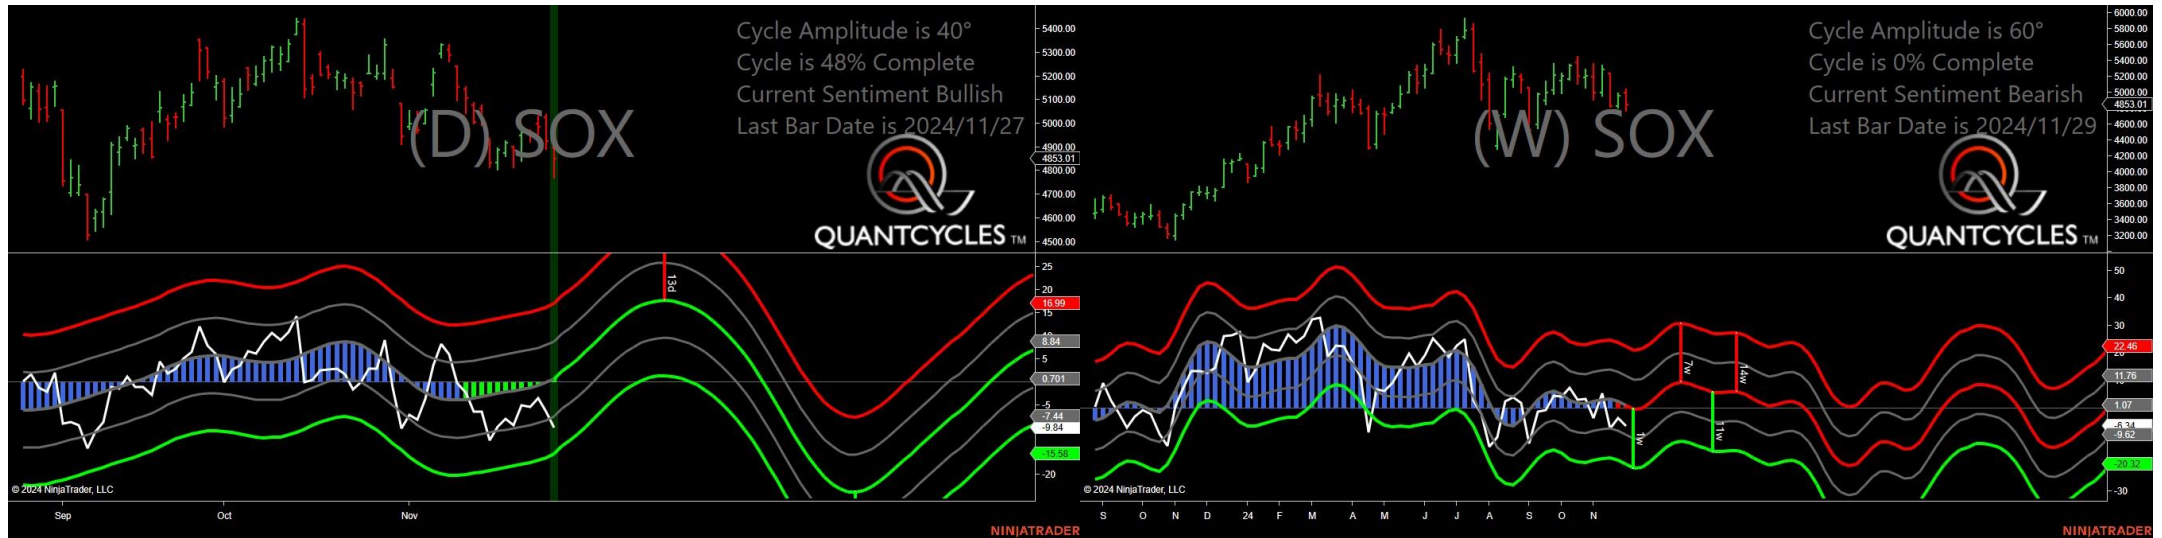 Cycle Amplitude is 40°
Cycle is 48% Complete
Current Sentiment Bullish
Last Bar Date is 2024/11/27
(D) SOX
QUANTCYCLES TM
5400.00
5200.00
5100.00
5000.00
4900.00
4853.01
4800.00
4700.00
4600.00
4500.00
13d
25
20
16.99
15
8.84
5
0.701
-5
-7.44
-9.84
-15.58
-20
© 2024 NinjaTrader, LLC
Sep Oct Nov
NINJATRADER
Cycle Amplitude is 60°
Cycle is 0% Complete
Current Sentiment Bearish
Last Bar Date is 2024/11/29
(W) SOX
QUANTCYCLES TM
6000.00
5800.00
5600.00
5400.00
5200.00
5000.00
4853.01
4600.00
4400.00
4200.00
4000.00
3800.00
3600.00
3400.00
3200.00
1w
7w
11w
14w
50
40
30
22.46
11.76
1.07
-6.34
-9.62
-20.32
-30
© 2024 NinjaTrader, LLC
S O N D 24 F M A M J J A S O N
NINJATRADER